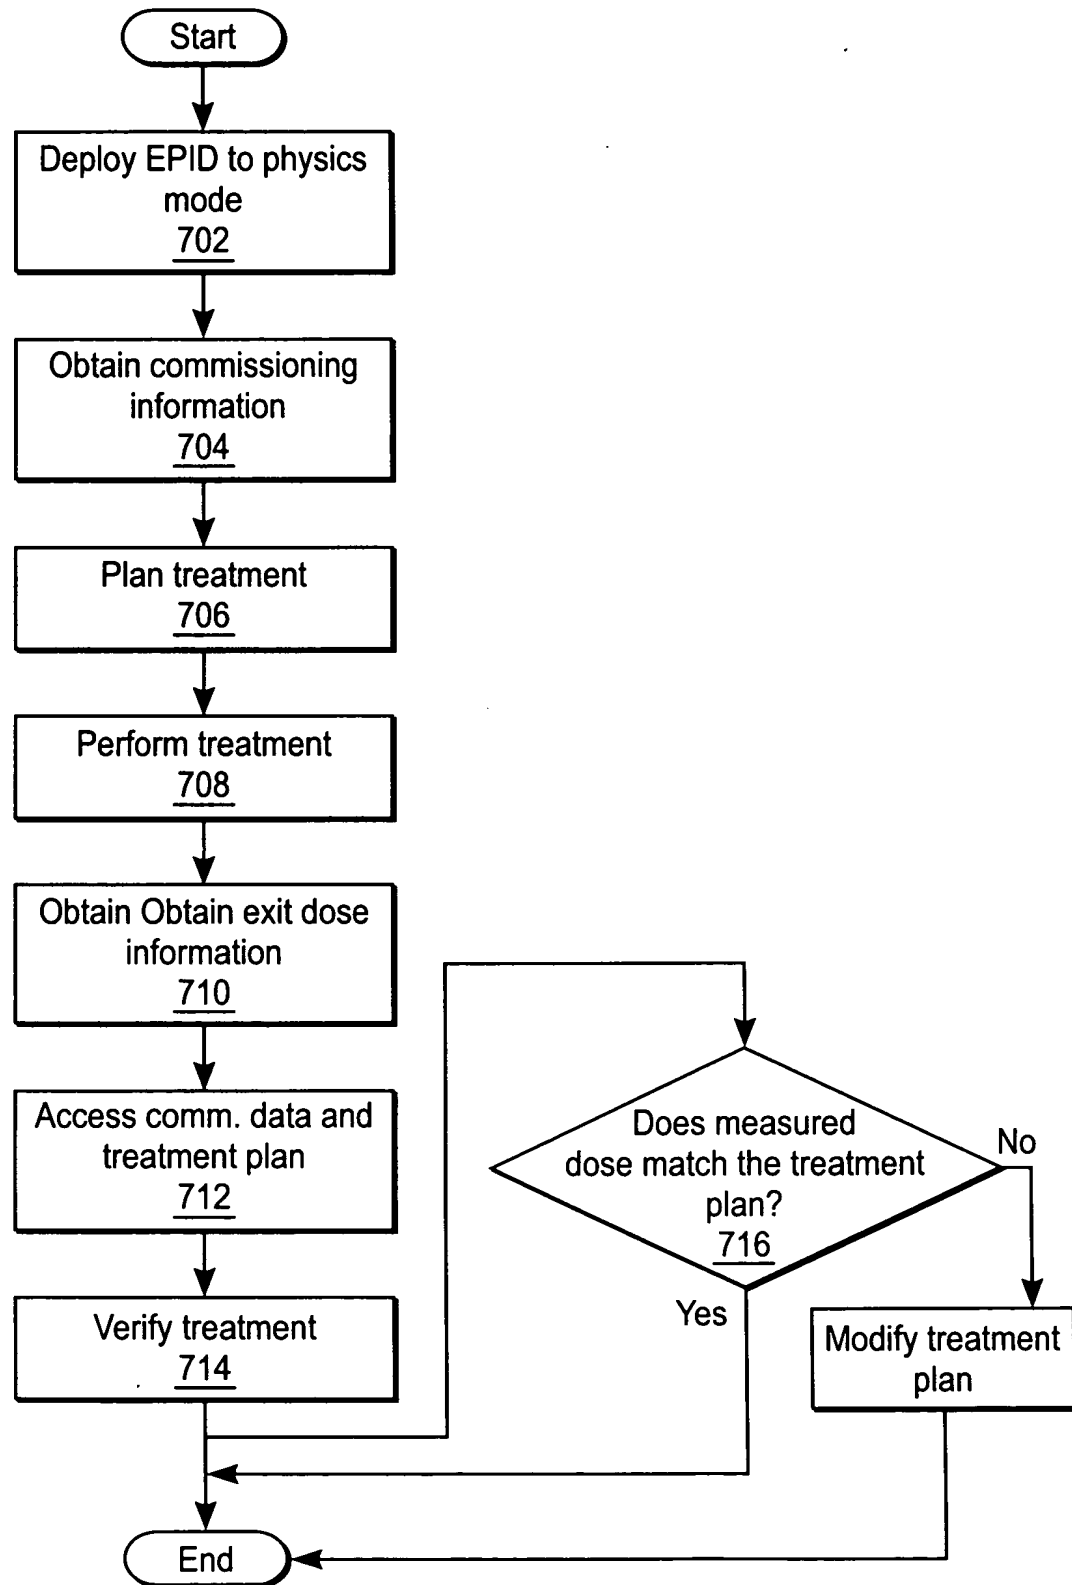 Start
Deploy EPID to physics
mode
702
Obtain commissioning
information
704
Plan treatment
706
Perform treatment
708
Obtain Obtain exit dose
information
710
Access comm. data and
treatment plan
712
Verify treatment
714
Does measured
dose match the treatment
plan?
716
No
Yes
Modify treatment
plan
End